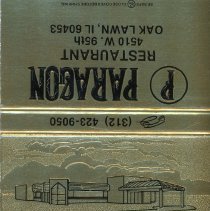 (312) 423-9050
P PARAGON
RESTAURANT
4510 W. 95th
OAK LAWN, IL 60453